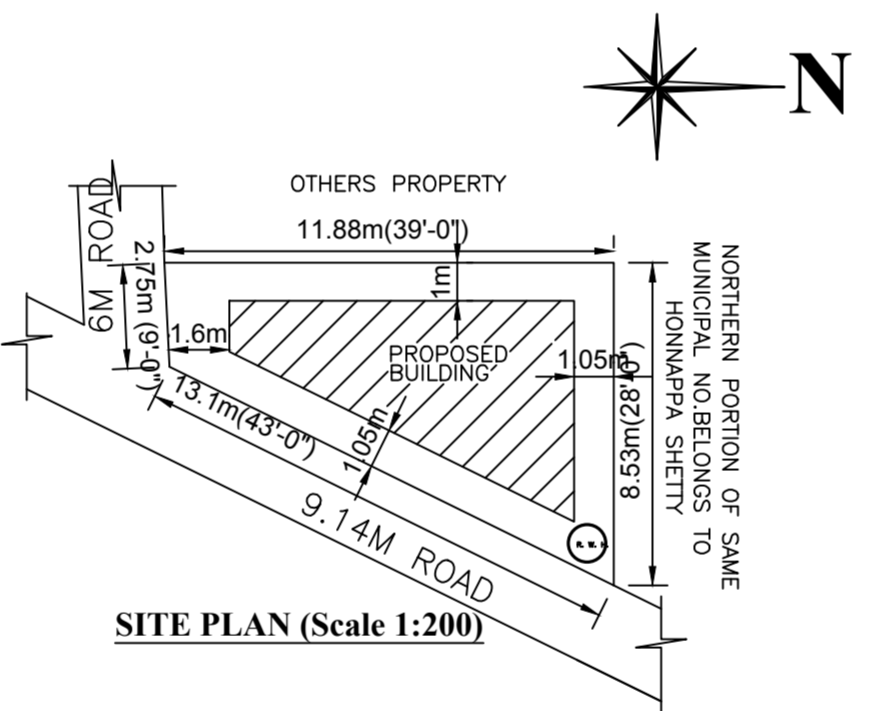 N
OTHERS PROPERTY
11.88m(39'-0")
6M ROAD
2.75m (9'-0")
1m
1.6m
PROPOSED
BUILDING
1.05m
8.53m(28'-0")
NORTHERN PORTION OF SAME
MUNICIPAL NO.BELONGS TO
HONNAPPA SHETTY
13.1m(43'-0")
1.05m
R. W. H.
9.14M ROAD
SITE PLAN (Scale 1:200)